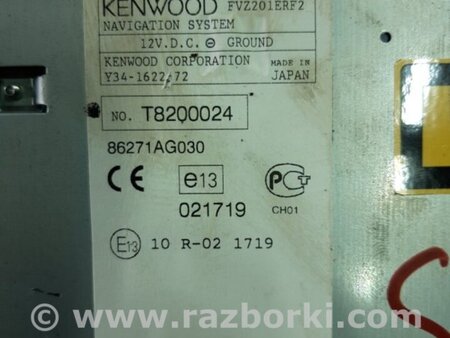 KENWOOD FVZ201ERF2
NAVIGATION SYSTEM
12V.D.C. ⊖ GROUND
KENWOOD CORPORATION MADE IN
Y34-1622-72 JAPAN
NO. T8200024
86271AG030
CE e13 PCT
021719 CH01
E13 10 R-02 1719
www.razborki.com